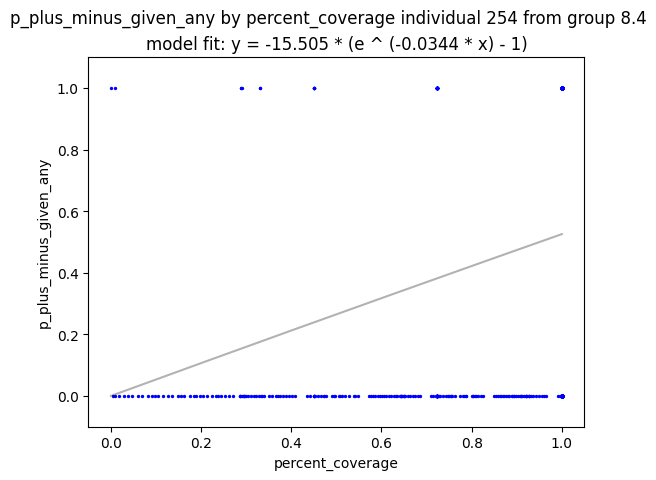 p_plus_minus_given_any by percent_coverage individual 254 from group 8.4
model fit: y = -15.505 * (e ^ (-0.0344 * x) - 1)
1.0
0.8
0.6
0.4
0.2
0.0
p_plus_minus_given_any
0.0 0.2 0.4 0.6 0.8 1.0
percent_coverage